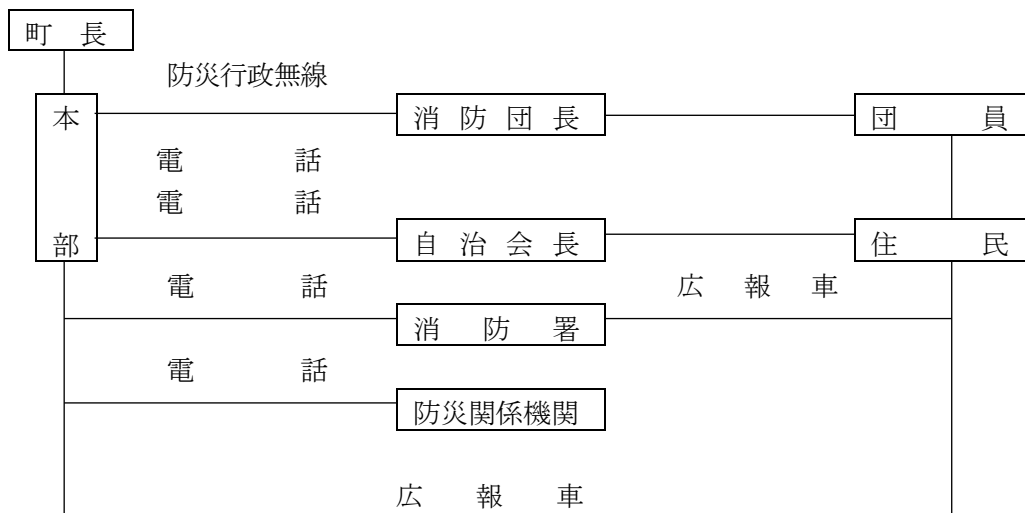 町長
防災行政無線
本部
消防団長
団員
電話
電話
自治会長
住民
電話
広報車
消防署
電話
防災関係機関
広報車